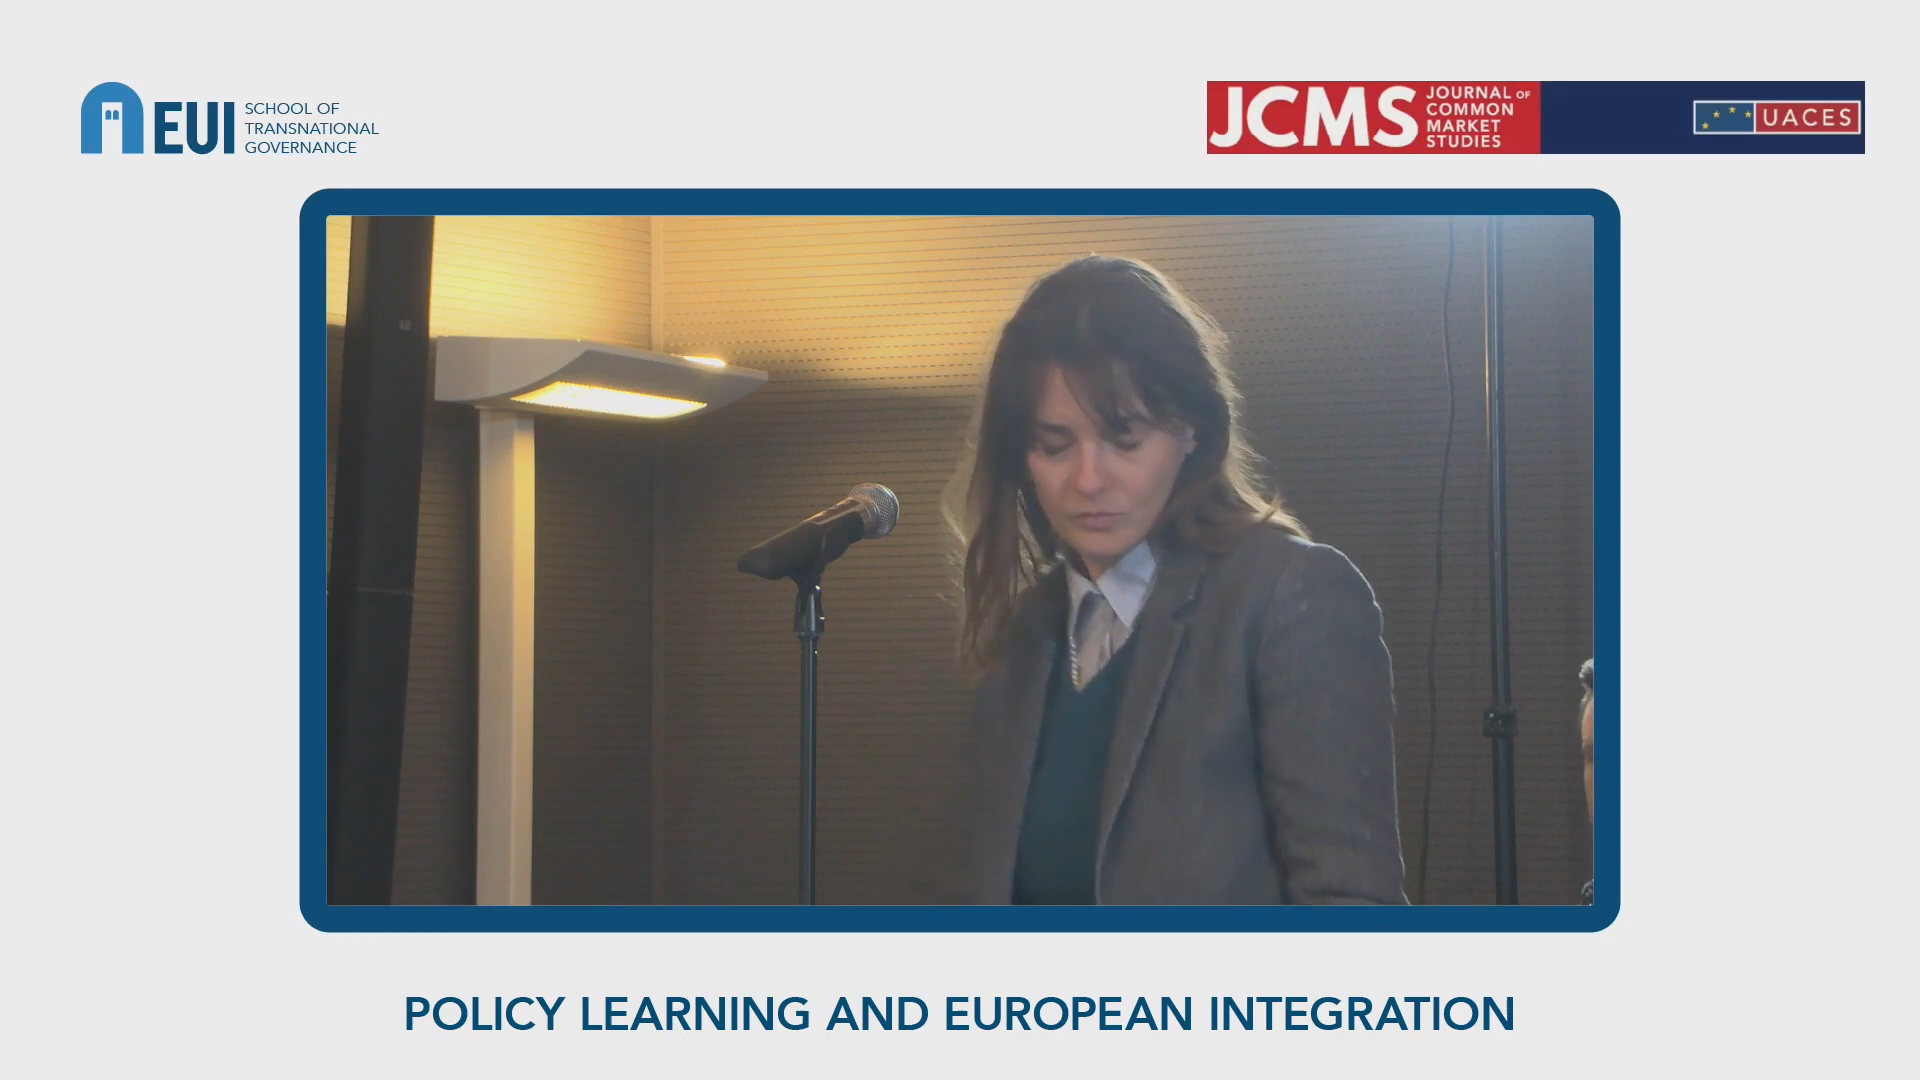 EUI
SCHOOL OF
TRANSNATIONAL
GOVERNANCE
JCMS
JOURNAL OF
COMMON
MARKET
STUDIES
UACES
POLICY LEARNING AND EUROPEAN INTEGRATION